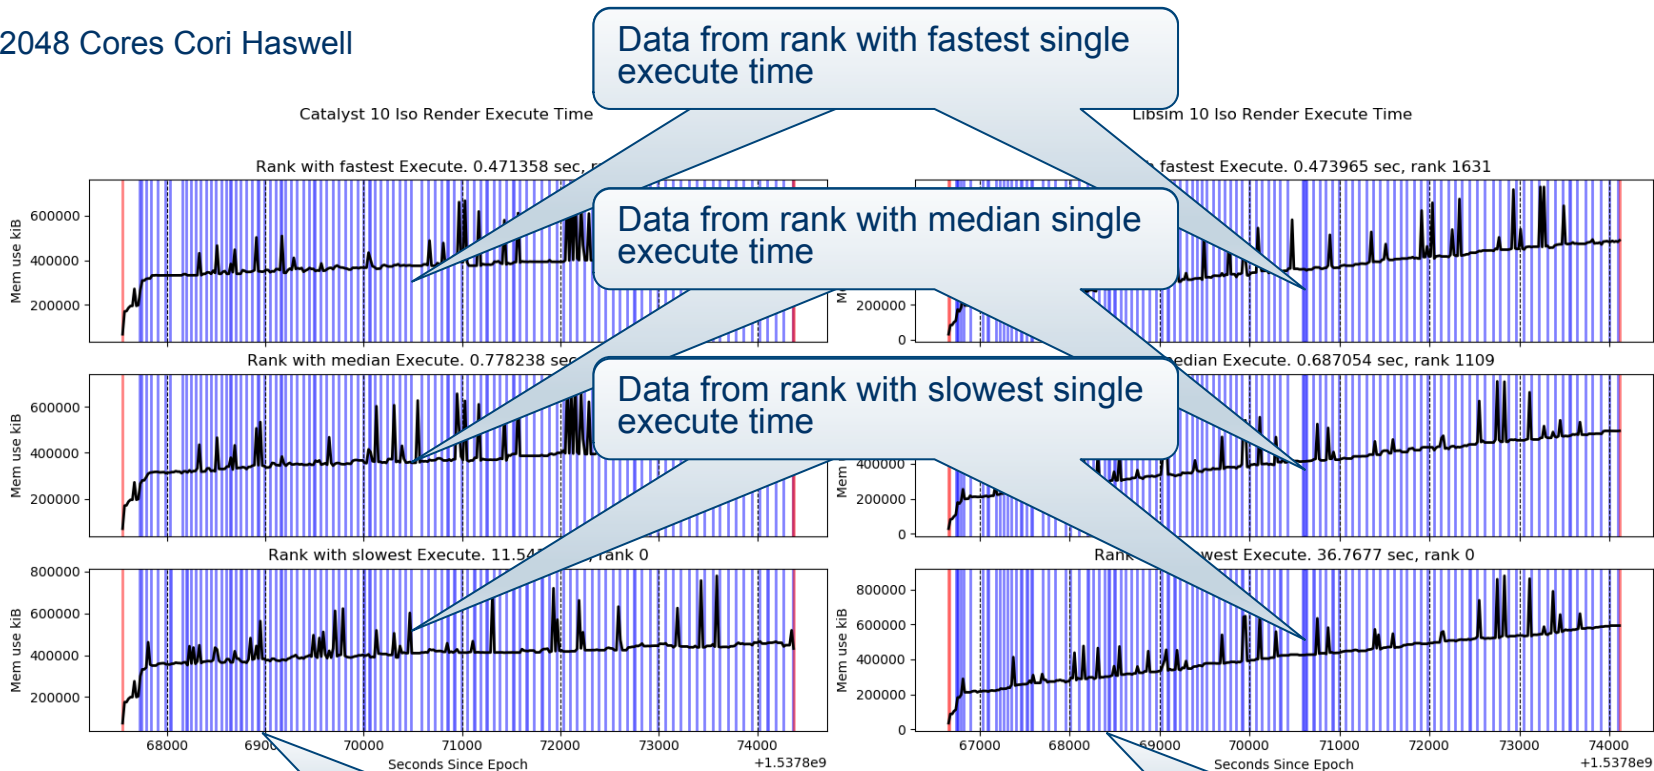 2048 Cores Cori Haswell
Data from rank with fastest single
execute time
Catalyst 10 Iso Render Execute Time
Libsim 10 Iso Render Execute Time
Rank with fastest Execute. 0.471358 sec,
fastest Execute. 0.473965 sec, rank 1631
Mem use kiB
600000
400000
200000
200000
0
Data from rank with median single
execute time
Rank with median Execute. 0.778238 sec
median Execute. 0.687054 sec, rank 1109
Mem use kiB
600000
400000
200000
400000
200000
0
Data from rank with slowest single
execute time
Rank with slowest Execute. rank 0
Execute. 36.7677 sec, rank 0
Mem use kiB
800000
600000
400000
200000
68000 70000 71000 72000 73000 74000
Seconds Since Epoch
+1.5378e9
Mem use kiB
800000
600000
400000
200000
0
67000 68000 69000 70000 71000 72000 73000 74000
Seconds Since Epoch
+1.5378e9